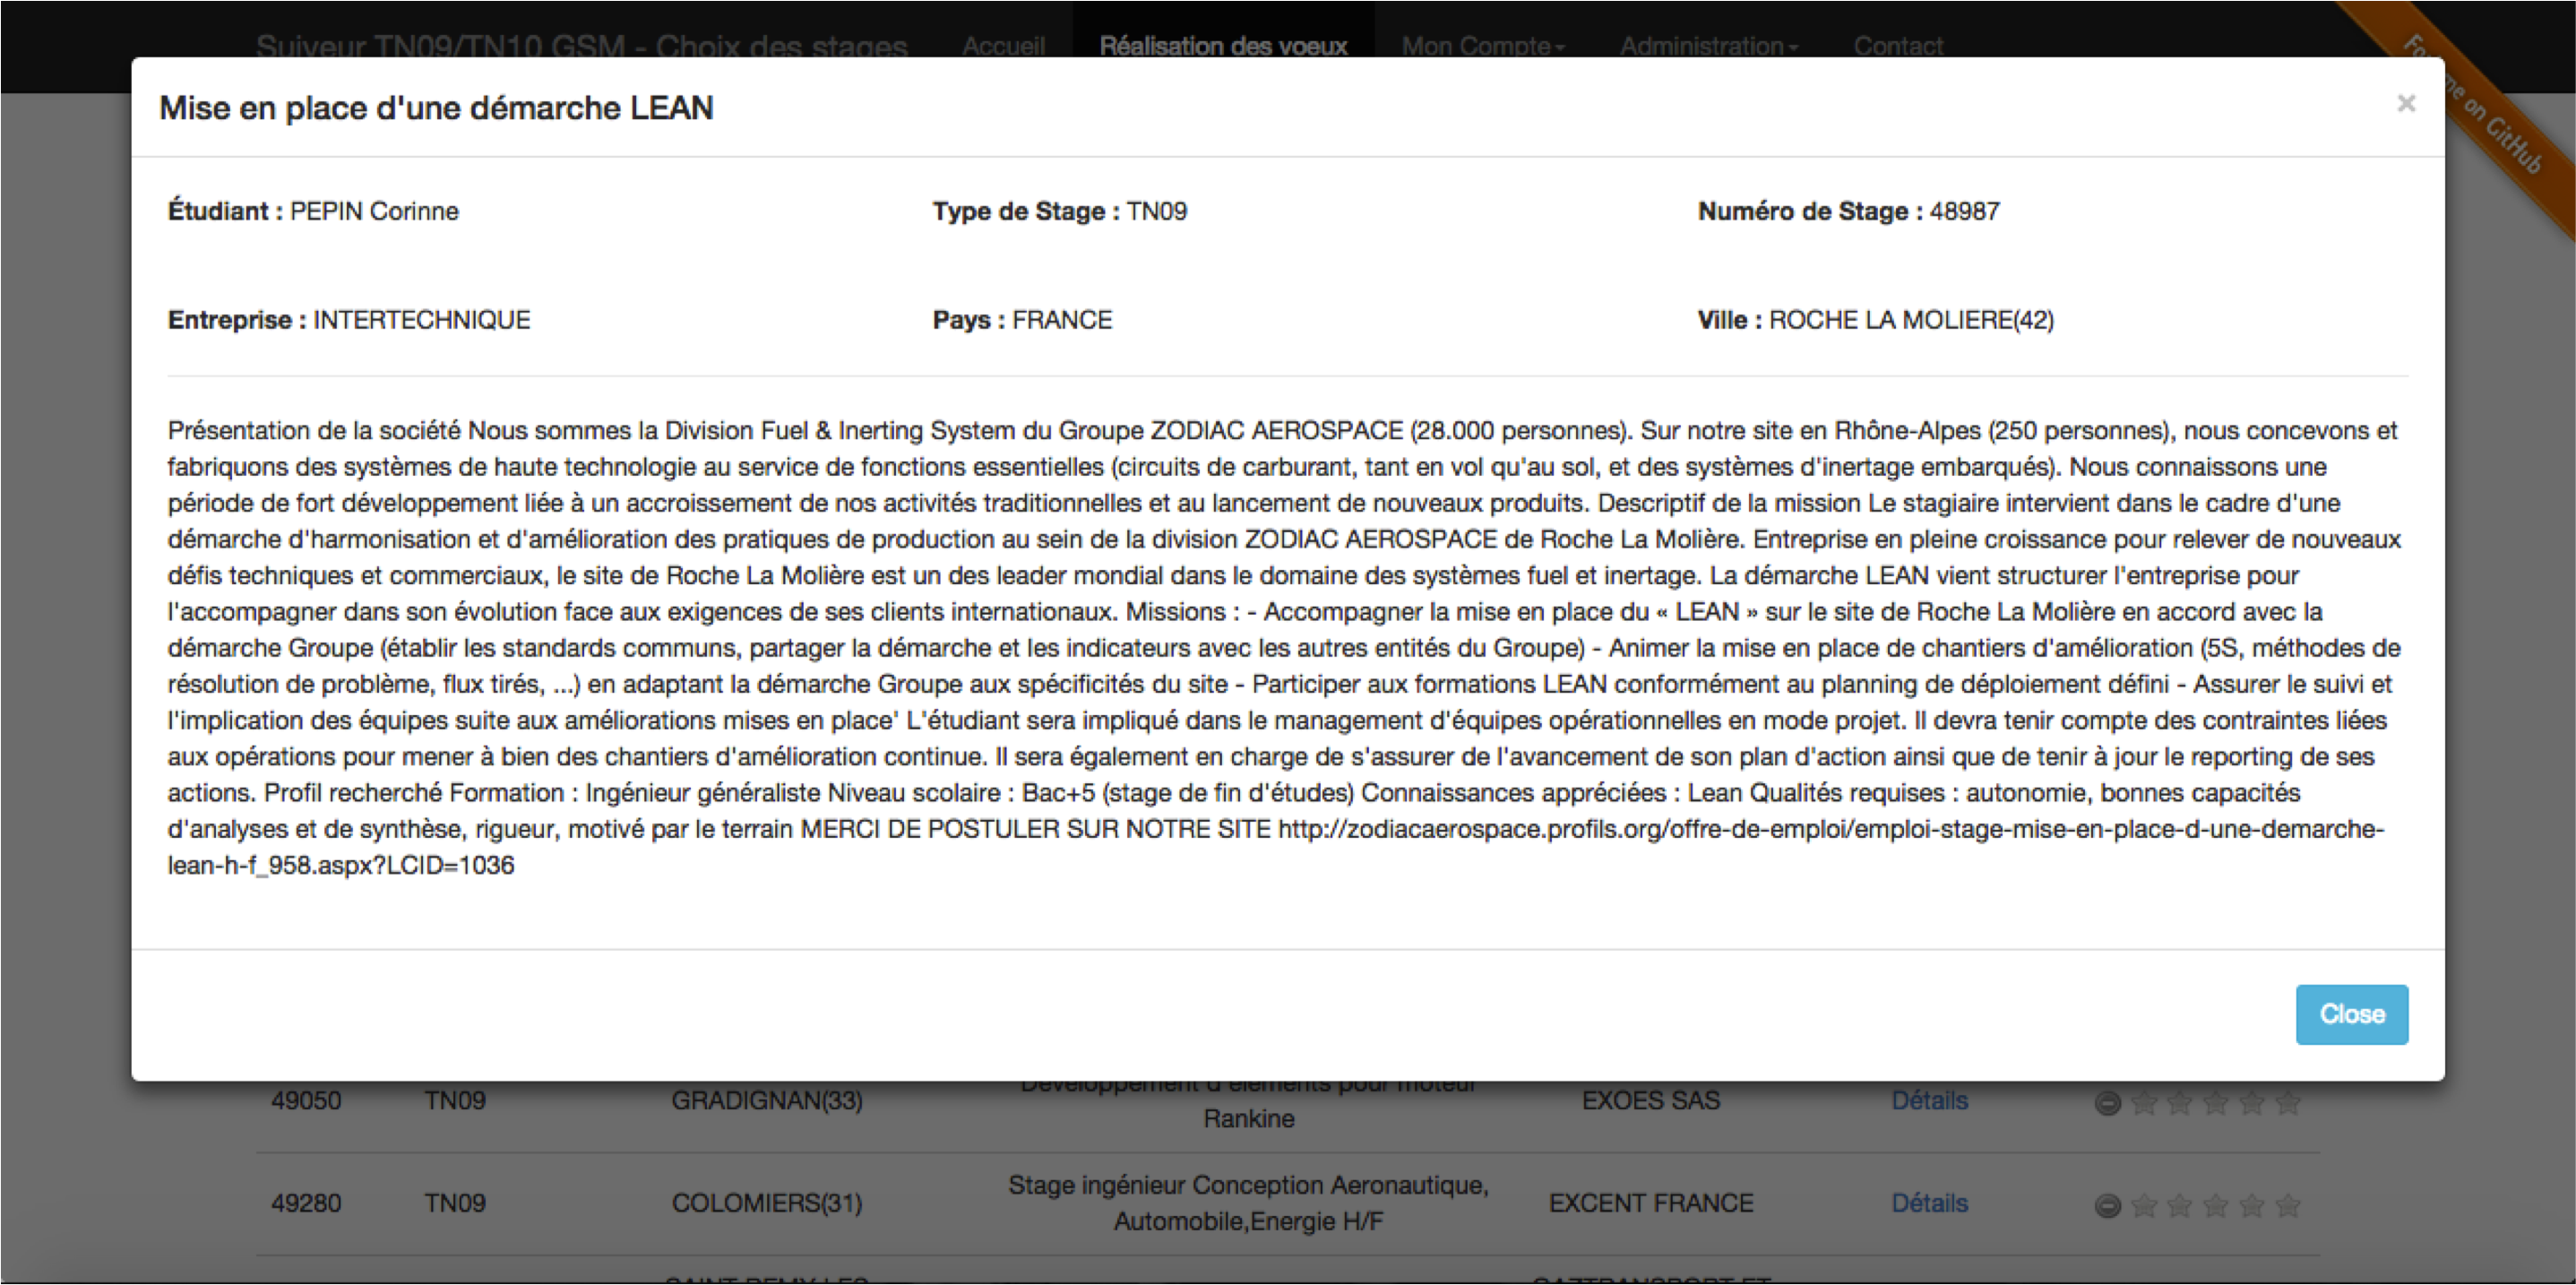 Suiveur TN09/TN10 GSM - Choix des stages Accueil Réalisation des voeux Mon Compte Administration Contact
me on GitHub
Mise en place d'une démarche LEAN ×
Étudiant : PEPIN Corinne Type de Stage : TN09 Numéro de Stage : 48987
Entreprise : INTERTECHNIQUE Pays : FRANCE Ville : ROCHE LA MOLIERE(42)
Présentation de la société Nous sommes la Division Fuel & Inerting System du Groupe ZODIAC AEROSPACE (28.000 personnes). Sur notre site en Rhône-Alpes (250 personnes), nous concevons et
fabriquons des systèmes de haute technologie au service de fonctions essentielles (circuits de carburant, tant en vol qu'au sol, et des systèmes d'inertage embarqués). Nous connaissons une
période de fort développement liée à un accroissement de nos activités traditionnelles et au lancement de nouveaux produits. Descriptif de la mission Le stagiaire intervient dans le cadre d'une
démarche d'harmonisation et d'amélioration des pratiques de production au sein de la division ZODIAC AEROSPACE de Roche La Molière. Entreprise en pleine croissance pour relever de nouveaux
défis techniques et commerciaux, le site de Roche La Molière est un des leader mondial dans le domaine des systèmes fuel et inertage. La démarche LEAN vient structurer l'entreprise pour
l'accompagner dans son évolution face aux exigences de ses clients internationaux. Missions : - Accompagner la mise en place du « LEAN » sur le site de Roche La Molière en accord avec la
démarche Groupe (établir les standards communs, partager la démarche et les indicateurs avec les autres entités du Groupe) - Animer la mise en place de chantiers d'amélioration (5S, méthodes de
résolution de problème, flux tirés, ...) en adaptant la démarche Groupe aux spécificités du site - Participer aux formations LEAN conformément au planning de déploiement défini - Assurer le suivi et
l'implication des équipes suite aux améliorations mises en place' L'étudiant sera impliqué dans le management d'équipes opérationnelles en mode projet. Il devra tenir compte des contraintes liées
aux opérations pour mener à bien des chantiers d'amélioration continue. Il sera également en charge de s'assurer de l'avancement de son plan d'action ainsi que de tenir à jour le reporting de ses
actions. Profil recherché Formation : Ingénieur généraliste Niveau scolaire : Bac+5 (stage de fin d'études) Connaissances appréciées : Lean Qualités requises : autonomie, bonnes capacités
d'analyses et de synthèse, rigueur, motivé par le terrain MERCI DE POSTULER SUR NOTRE SITE http://zodiacaerospace.profils.org/offre-de-emploi/emploi-stage-mise-en-place-d-une-demarche-
lean-h-f_958.aspx?LCID=1036
Close
Développement d'éléments pour moteur
49050 TN09 GRADIGNAN(33) Rankine EXOES SAS Détails
49280 TN09 COLOMIERS(31) Stage ingénieur Conception Aeronautique, EXCENT FRANCE Détails
Automobile,Energie H/F